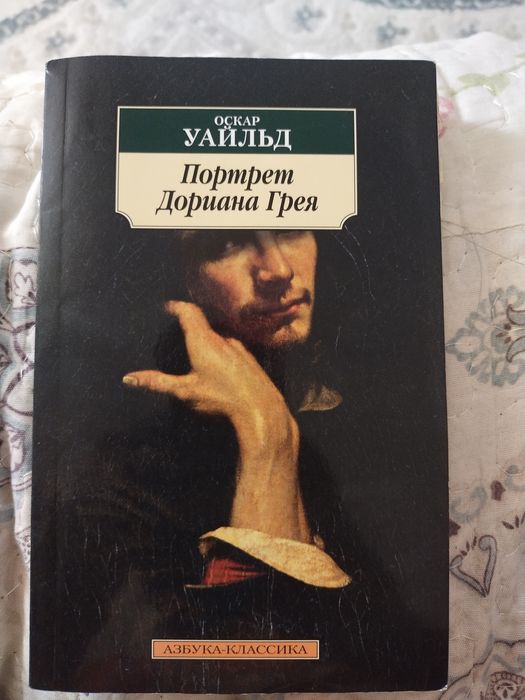 ОСКАР
УАЙЛЬД
Портрет
Дориана Грея
АЗБУКА-КЛАССИКА